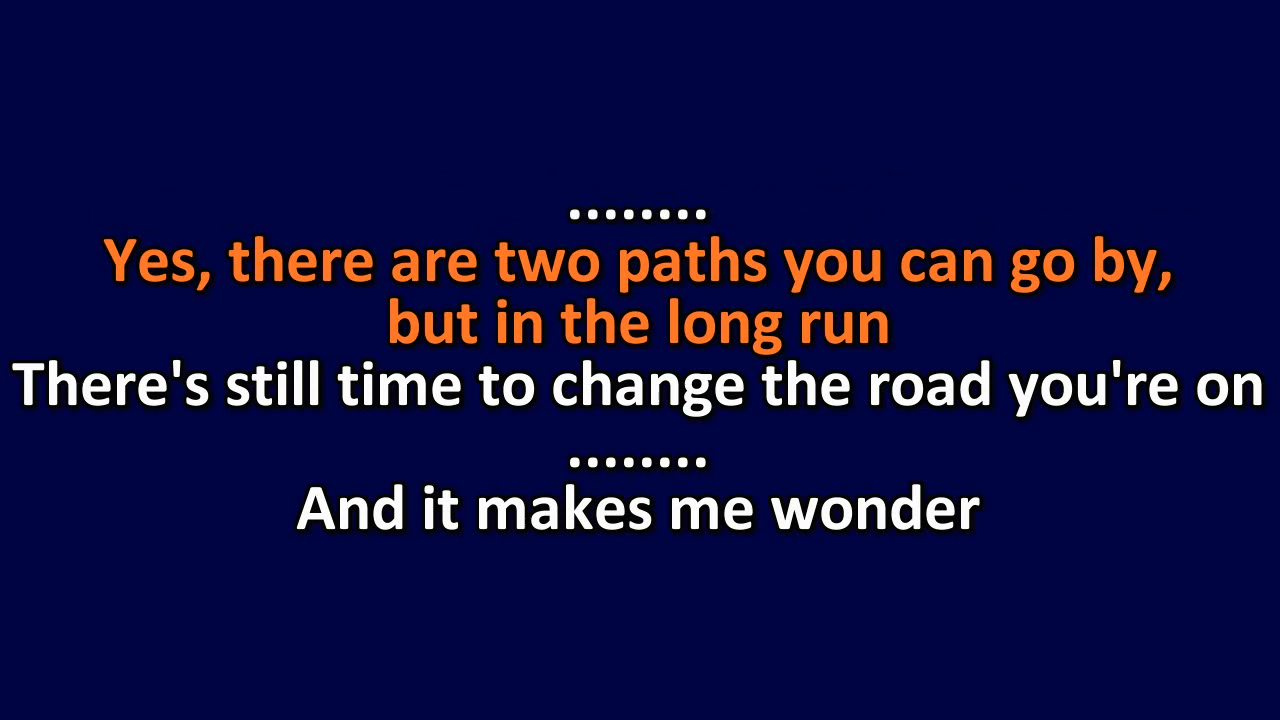 ........
Yes, there are two paths you can go by,
but in the long run
There's still time to change the road you're on
........
And it makes me wonder